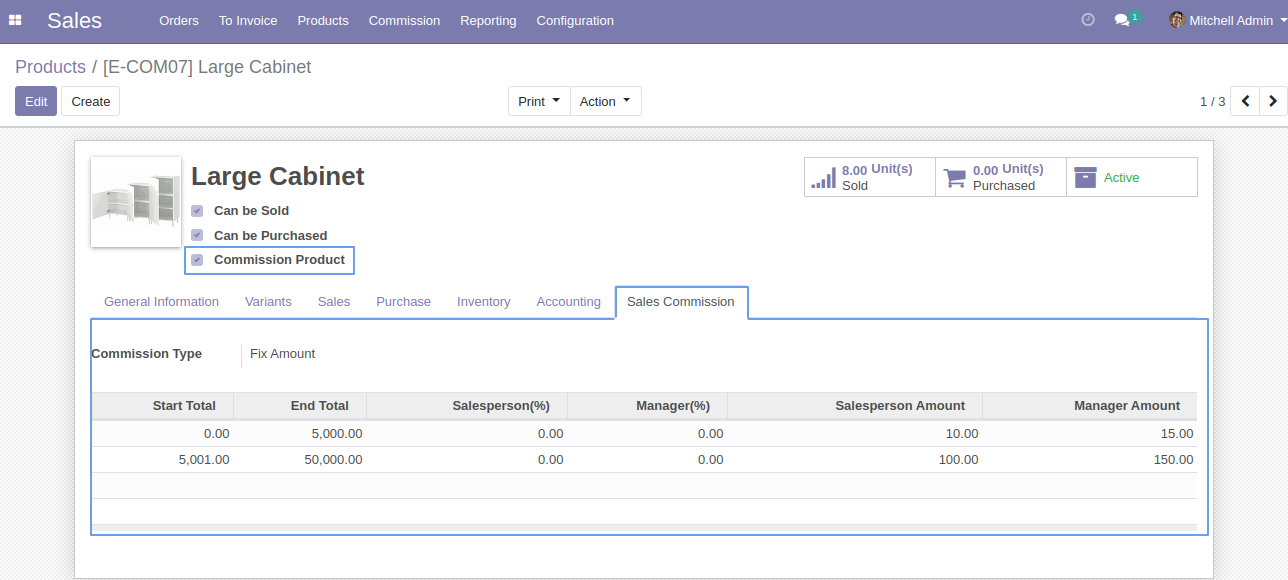 Sales Orders To Invoice Products Commission Reporting Configuration 1 Mitchell Admin
Products / [E-COM07] Large Cabinet
Edit Create Print Action 1 / 3
Large Cabinet
8.00 Unit(s)
Sold
0.00 Unit(s)
Purchased
Active
Can be Sold
Can be Purchased
Commission Product
General Information Variants Sales Purchase Inventory Accounting Sales Commission
Commission Type Fix Amount
Start Total End Total Salesperson(%) Manager(%) Salesperson Amount Manager Amount
0.00 5,000.00 0.00 0.00 10.00 15.00
5,001.00 50,000.00 0.00 0.00 100.00 150.00